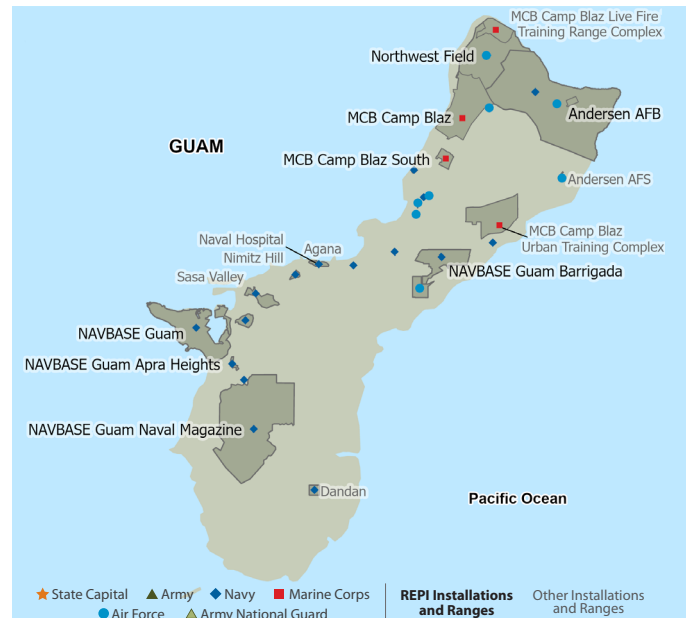 MCB Camp Blaz Live Fire
Training Range Complex
Northwest Field
Andersen AFB
MCB Camp Blaz
GUAM
MCB Camp Blaz South
Andersen AFS
MCB Camp Blaz
Urban Training Complex
Naval Hospital
Agana
Nimitz Hill
Sasa Valley
NAVBASE Guam Barrigada
NAVBASE Guam
NAVBASE Guam Apra Heights
NAVBASE Guam Naval Magazine
Dandan
Pacific Ocean
State Capital Army Navy Marine Corps
Air Force Army National Guard
REPI Installations
and Ranges
Other Installations
and Ranges